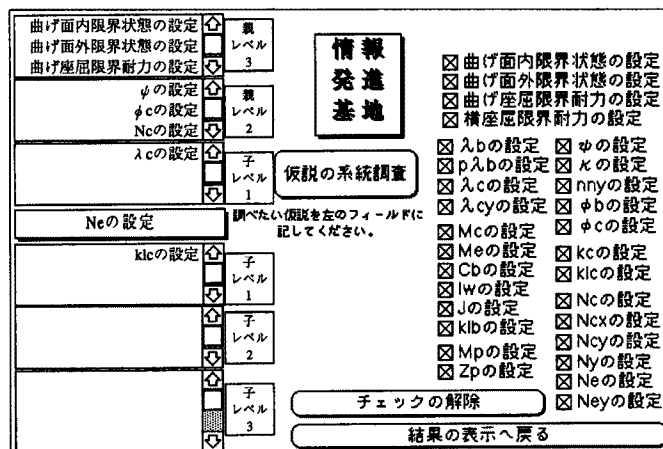 曲げ面内限界状態の設定
曲げ面外限界状態の設定
曲げ座屈限界耐力の設定
親
レベル
3
ψの設定
φcの設定
Ncの設定
親
レベル
2
λcの設定
子
レベル
1
Neの設定
klcの設定
子
レベル
1
子
レベル
2
子
レベル
3
情報
発進
基地
仮説の系統調査
調べたい仮説を左のフィールドに
記してください。
曲げ面内限界状態の設定
曲げ面外限界状態の設定
曲げ座屈限界耐力の設定
横座屈限界耐力の設定
λbの設定
pλbの設定
λcの設定
λcyの設定
Mcの設定
Meの設定
Cbの設定
Iwの設定
Jの設定
klbの設定
Mpの設定
Zpの設定
ψの設定
κの設定
nnyの設定
φbの設定
φcの設定
kcの設定
klcの設定
Ncの設定
Ncxの設定
Ncyの設定
Nyの設定
Neの設定
Neyの設定
チェックの解除
結果の表示へ戻る